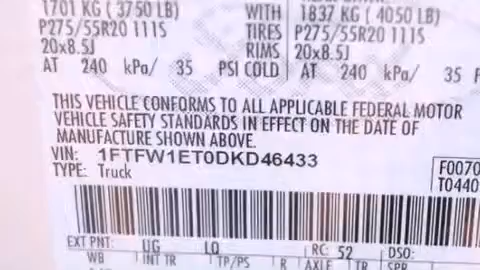 1701 KG ( 3750 LB) WITH 1837 KG ( 4050 LB)
P275/55R20 111S TIRES P275/55R20 111S
20x8.5J RIMS 20x8.5J
AT 240 kPa/ 35 PSI COLD AT 240 kPa/ 35
THIS VEHICLE CONFORMS TO ALL APPLICABLE FEDERAL MOTOR
VEHICLE SAFETY STANDARDS IN EFFECT ON THE DATE OF
MANUFACTURE SHOWN ABOVE.
VIN: 1FTFW1ET0DKD46433
TYPE: Truck
F0070
T0440
EXT PNT: UG LQ RC: 52 DSO:
WB INT TR TP/PS R AXLE TR SPR